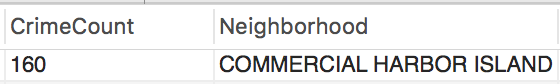 CrimeCount Neighborhood
160 COMMERCIAL HARBOR ISLAND